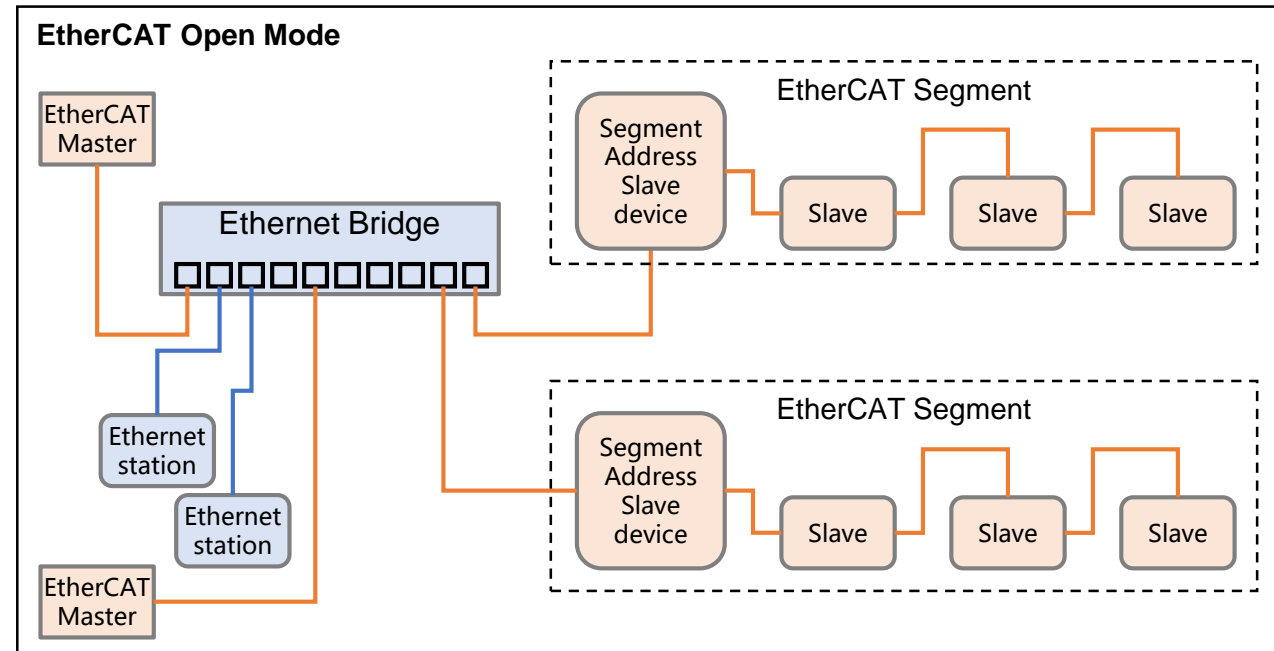 EtherCAT Open Mode
EtherCAT
Master
Ethernet Bridge
Ethernet
station
Ethernet
station
EtherCAT
Master
EtherCAT Segment
Segment
Address
Slave
device
Slave
Slave
Slave
EtherCAT Segment
Segment
Address
Slave
device
Slave
Slave
Slave